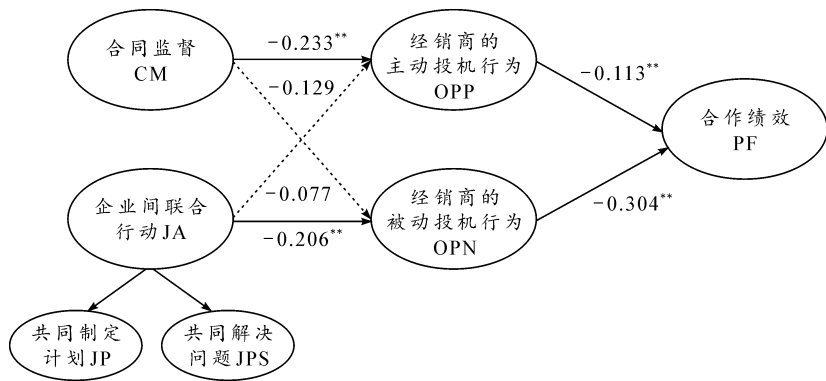 合同监督
CM
-0.233**
经销商的
主动投机行为
OPP
-0.129
-0.113**
合作绩效
PF
企业间联合
行动JA
-0.077
-0.206**
经销商的
被动投机行为
OPN
-0.304**
共同制定
计划JP
共同解决
问题JPS